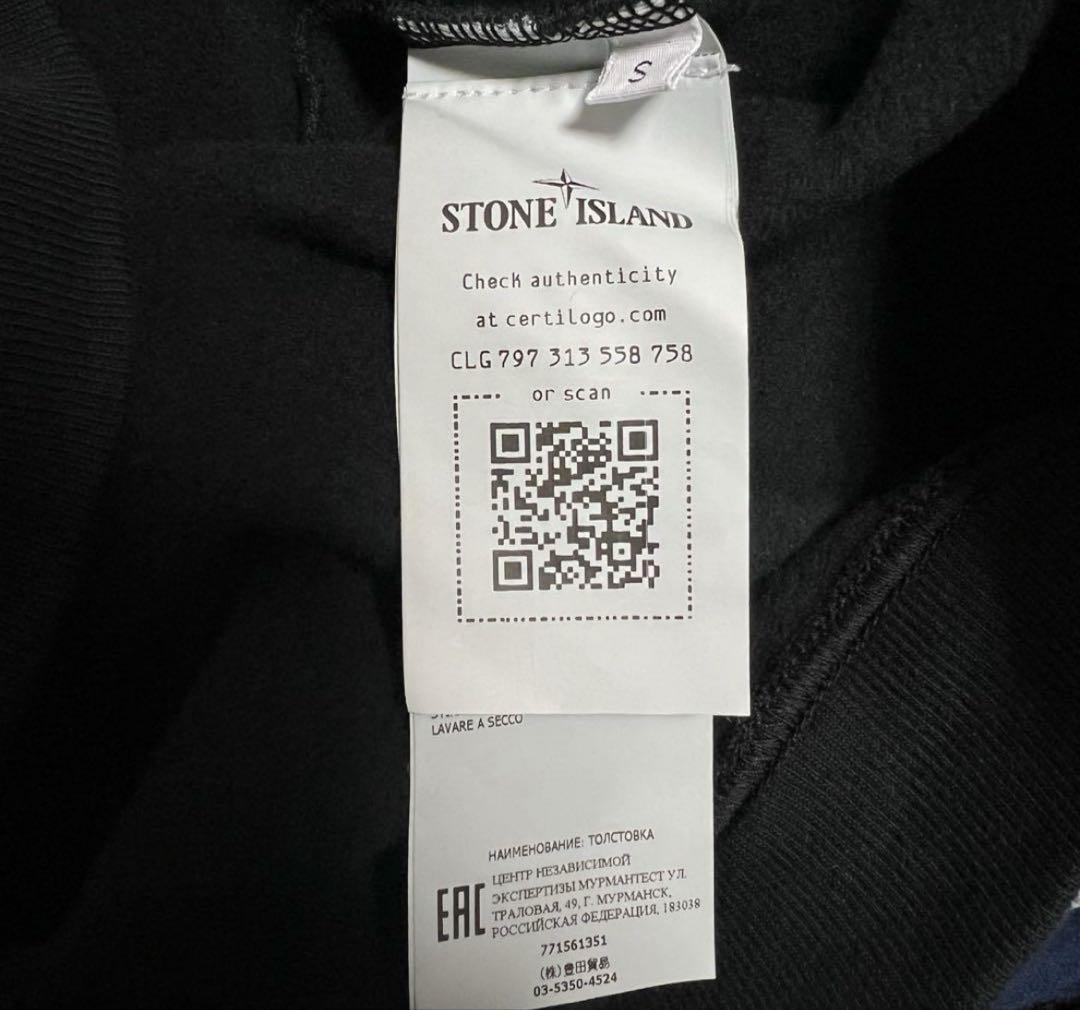 S
STONE ISLAND
Check authenticity
at certilogo.com
CLG 797 313 558 758
or scan
LAVARE A SECCO
НАИМЕНОВАНИЕ: ТОЛСТОВКА
EAC
ЦЕНТР НЕЗАВИСИМОЙ
ЭКСПЕРТИЗЫ МУРМАНТЕСТ УЛ.
ТРАЛОВАЯ, 49, Г. МУРМАНСК,
РОССИЙСКАЯ ФЕДЕРАЦИЯ, 183038
771561351
(株)豊田貿易
03-5350-4524